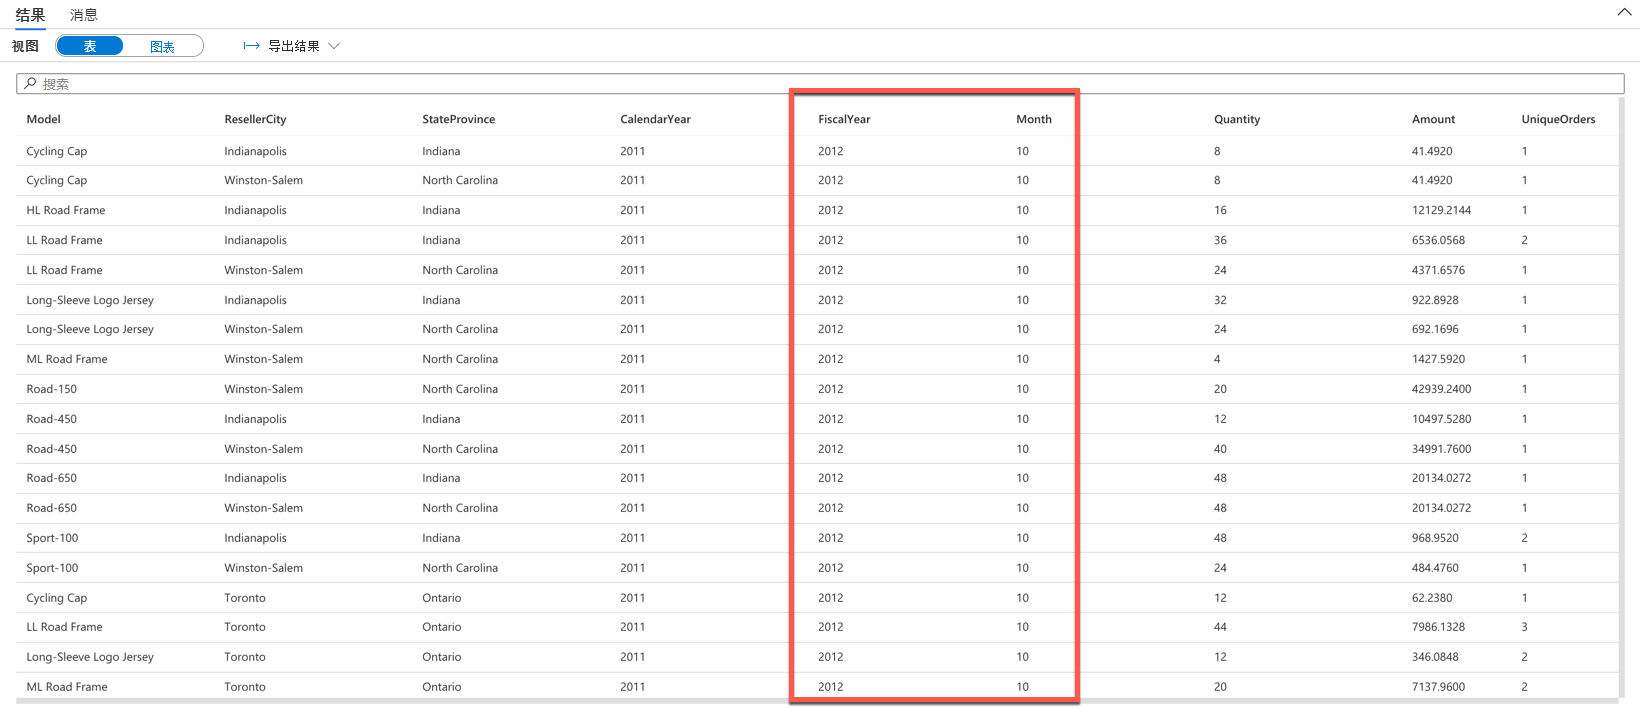 结果 消息
视图 表 图表 导出结果
搜索
Model ResellerCity StateProvince CalendarYear FiscalYear Month Quantity Amount UniqueOrders
Cycling Cap Indianapolis Indiana 2011 2012 10 8 41.4920 1
Cycling Cap Winston-Salem North Carolina 2011 2012 10 8 41.4920 1
HL Road Frame Indianapolis Indiana 2011 2012 10 16 12129.2144 1
LL Road Frame Indianapolis Indiana 2011 2012 10 36 6536.0568 2
LL Road Frame Winston-Salem North Carolina 2011 2012 10 24 4371.6576 1
Long-Sleeve Logo Jersey Indianapolis Indiana 2011 2012 10 32 922.8928 1
Long-Sleeve Logo Jersey Winston-Salem North Carolina 2011 2012 10 24 692.1696 1
ML Road Frame Winston-Salem North Carolina 2011 2012 10 4 1427.5920 1
Road-150 Winston-Salem North Carolina 2011 2012 10 20 42939.2400 1
Road-450 Indianapolis Indiana 2011 2012 10 12 10497.5280 1
Road-450 Winston-Salem North Carolina 2011 2012 10 40 34991.7600 1
Road-650 Indianapolis Indiana 2011 2012 10 48 20134.0272 1
Road-650 Winston-Salem North Carolina 2011 2012 10 48 20134.0272 1
Sport-100 Indianapolis Indiana 2011 2012 10 48 968.9520 2
Sport-100 Winston-Salem North Carolina 2011 2012 10 24 484.4760 1
Cycling Cap Toronto Ontario 2011 2012 10 12 62.2380 1
LL Road Frame Toronto Ontario 2011 2012 10 44 7986.1328 3
Long-Sleeve Logo Jersey Toronto Ontario 2011 2012 10 12 346.0848 2
ML Road Frame Toronto Ontario 2011 2012 10 20 7137.9600 2